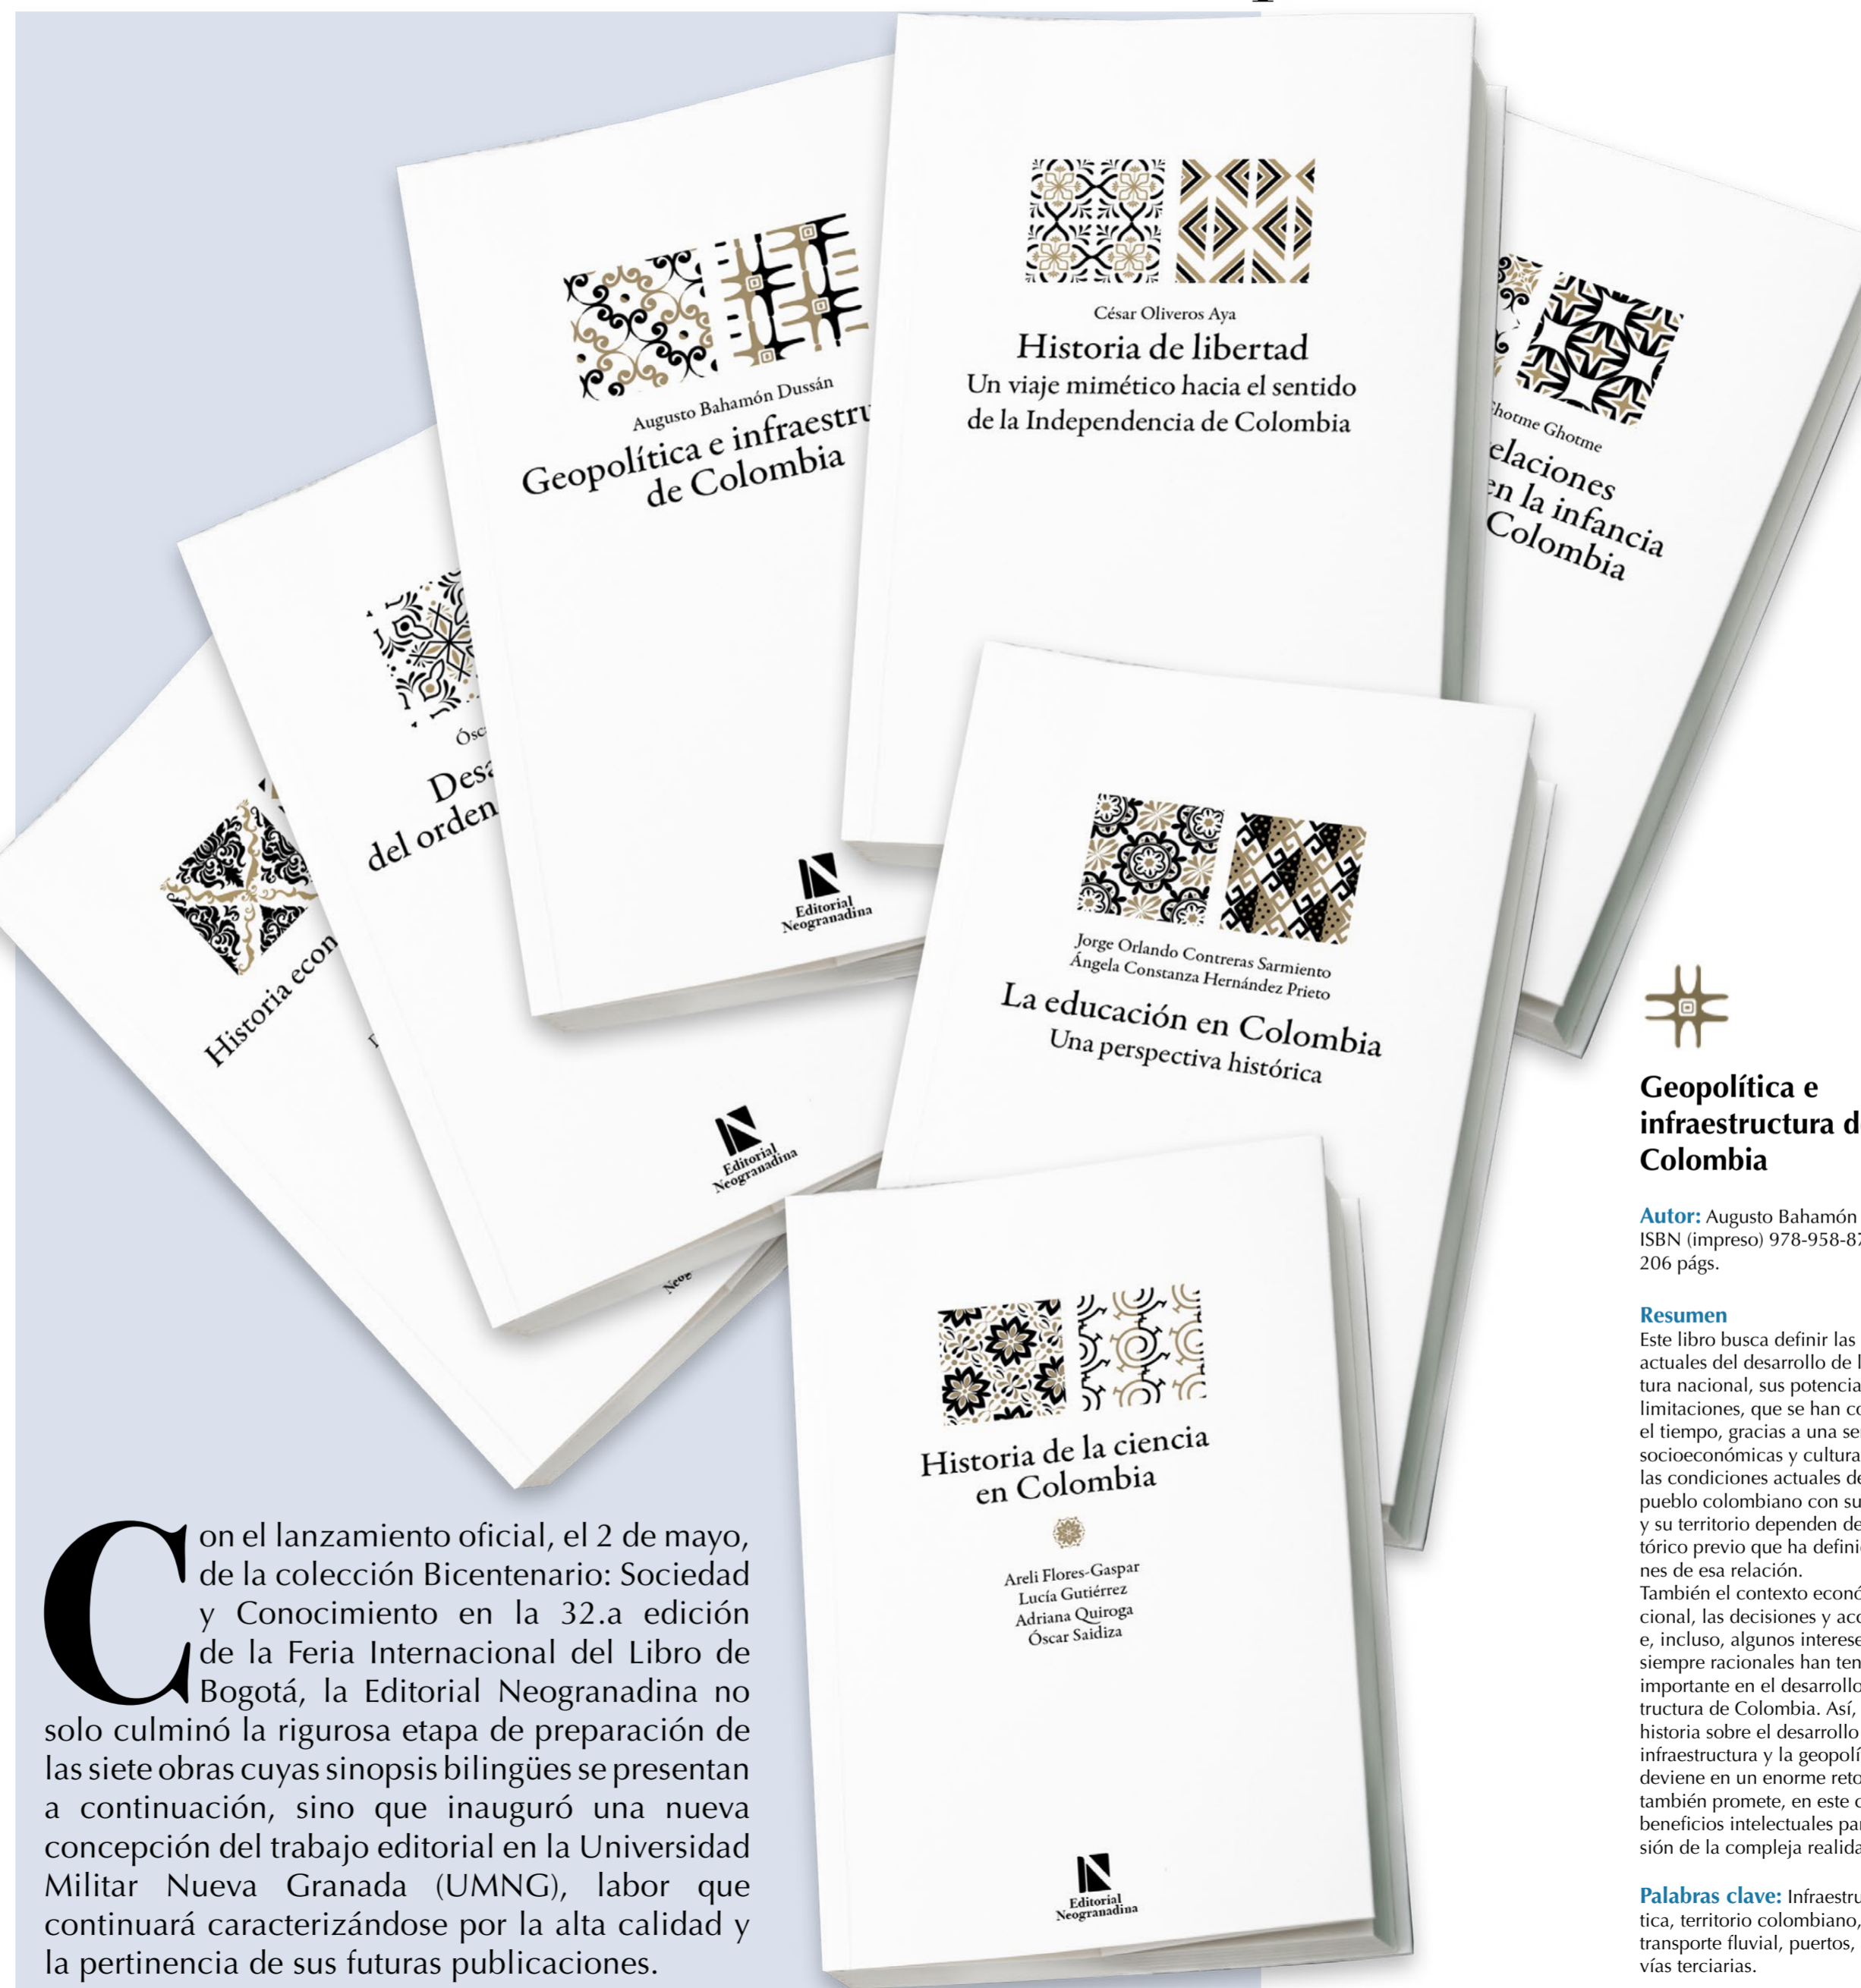 César Oliveros Aya
Historia de libertad
Un viaje mimético hacia el sentido
de la Independencia de Colombia
Augusto Bahamón Dussán
Geopolítica e infraestru
de Colombia
Editorial
Neogranadina
hotme Ghotme
elaciones
en la infancia
Colombia
Ósc
Desa
del orden
Editorial
Neogranadina
Historia econ
Neog
Jorge Orlando Contreras Sarmiento
Ángela Constanza Hernández Prieto
La educación en Colombia
Una perspectiva histórica
Historia de la ciencia
en Colombia
Areli Flores-Gaspar
Lucía Gutiérrez
Adriana Quiroga
Óscar Saidiza
Editorial
Neogranadina
Con el lanzamiento oficial, el 2 de mayo,
de la colección Bicentenario: Sociedad
y Conocimiento en la 32.a edición
de la Feria Internacional del Libro de
Bogotá, la Editorial Neogranadina no
solo culminó la rigurosa etapa de preparación de
las siete obras cuyas sinopsis bilingües se presentan
a continuación, sino que inauguró una nueva
concepción del trabajo editorial en la Universidad
Militar Nueva Granada (UMNG), labor que
continuará caracterizándose por la alta calidad y
la pertinencia de sus futuras publicaciones.
Geopolítica e
infraestructura d
Colombia
Autor: Augusto Bahamón
ISBN (impreso) 978-958-87
206 págs.
Resumen
Este libro busca definir las
actuales del desarrollo de l
tura nacional, sus potencia
limitaciones, que se han co
el tiempo, gracias a una se
socioeconómicas y cultura
las condiciones actuales de
pueblo colombiano con su
y su territorio dependen de
tórico previo que ha defini
nes de esa relación.
También el contexto econó
cional, las decisiones y acc
e, incluso, algunos interese
siempre racionales han ten
importante en el desarrollo
tructura de Colombia. Así,
historia sobre el desarrollo
infraestructura y la geopolí
deviene en un enorme reto
también promete, en este c
beneficios intelectuales par
sión de la compleja realida
Palabras clave: Infraestru
tica, territorio colombiano,
transporte fluvial, puertos,
vías terciarias.